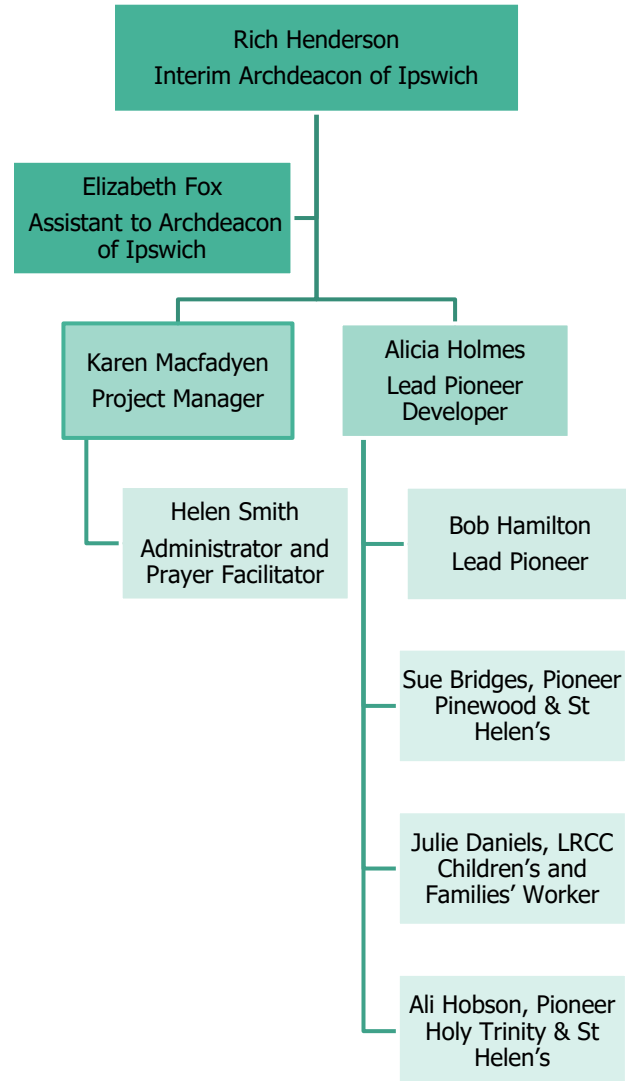 Rich Henderson
Interim Archdeacon of Ipswich
Elizabeth Fox
Assistant to Archdeacon
of Ipswich
Karen Macfadyen
Project Manager
Alicia Holmes
Lead Pioneer
Developer
Helen Smith
Administrator and
Prayer Facilitator
Bob Hamilton
Lead Pioneer
Sue Bridges, Pioneer
Pinewood & St
Helen’s
Julie Daniels, LRCC
Children’s and
Families’ Worker
Ali Hobson, Pioneer
Holy Trinity & St
Helen’s